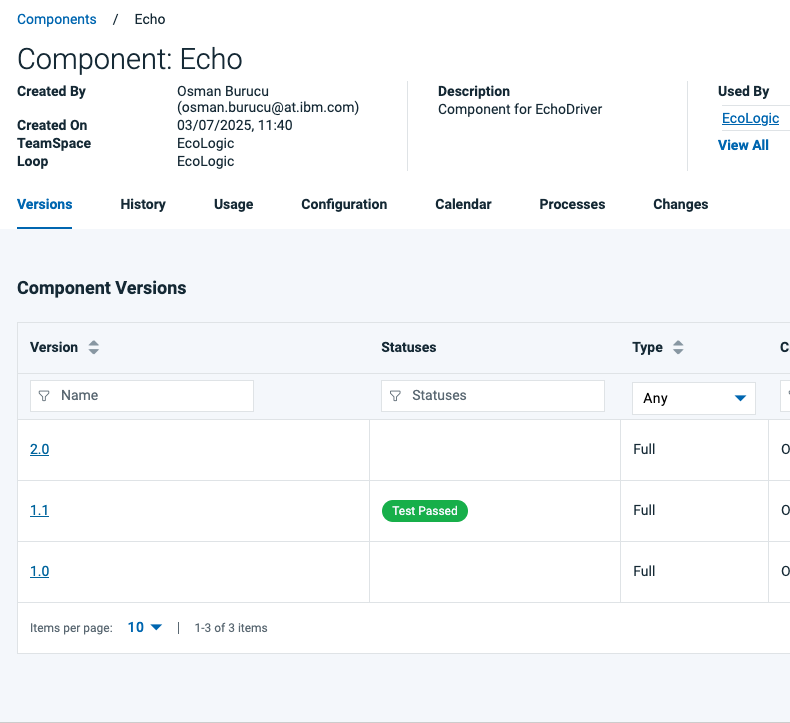 Components / Echo
Component: Echo
Created By Osman Burucu
(osman.burucu@at.ibm.com)
Created On 03/07/2025, 11:40
TeamSpace EcoLogic
Loop EcoLogic
Description
Component for EchoDriver
Used By
EcoLogic
View All
Versions History Usage Configuration Calendar Processes Changes
Component Versions
Version Statuses Type C
Name Statuses Any
2.0 Full O
1.1 Test Passed Full O
1.0 Full O
Items per page: 10 | 1-3 of 3 items